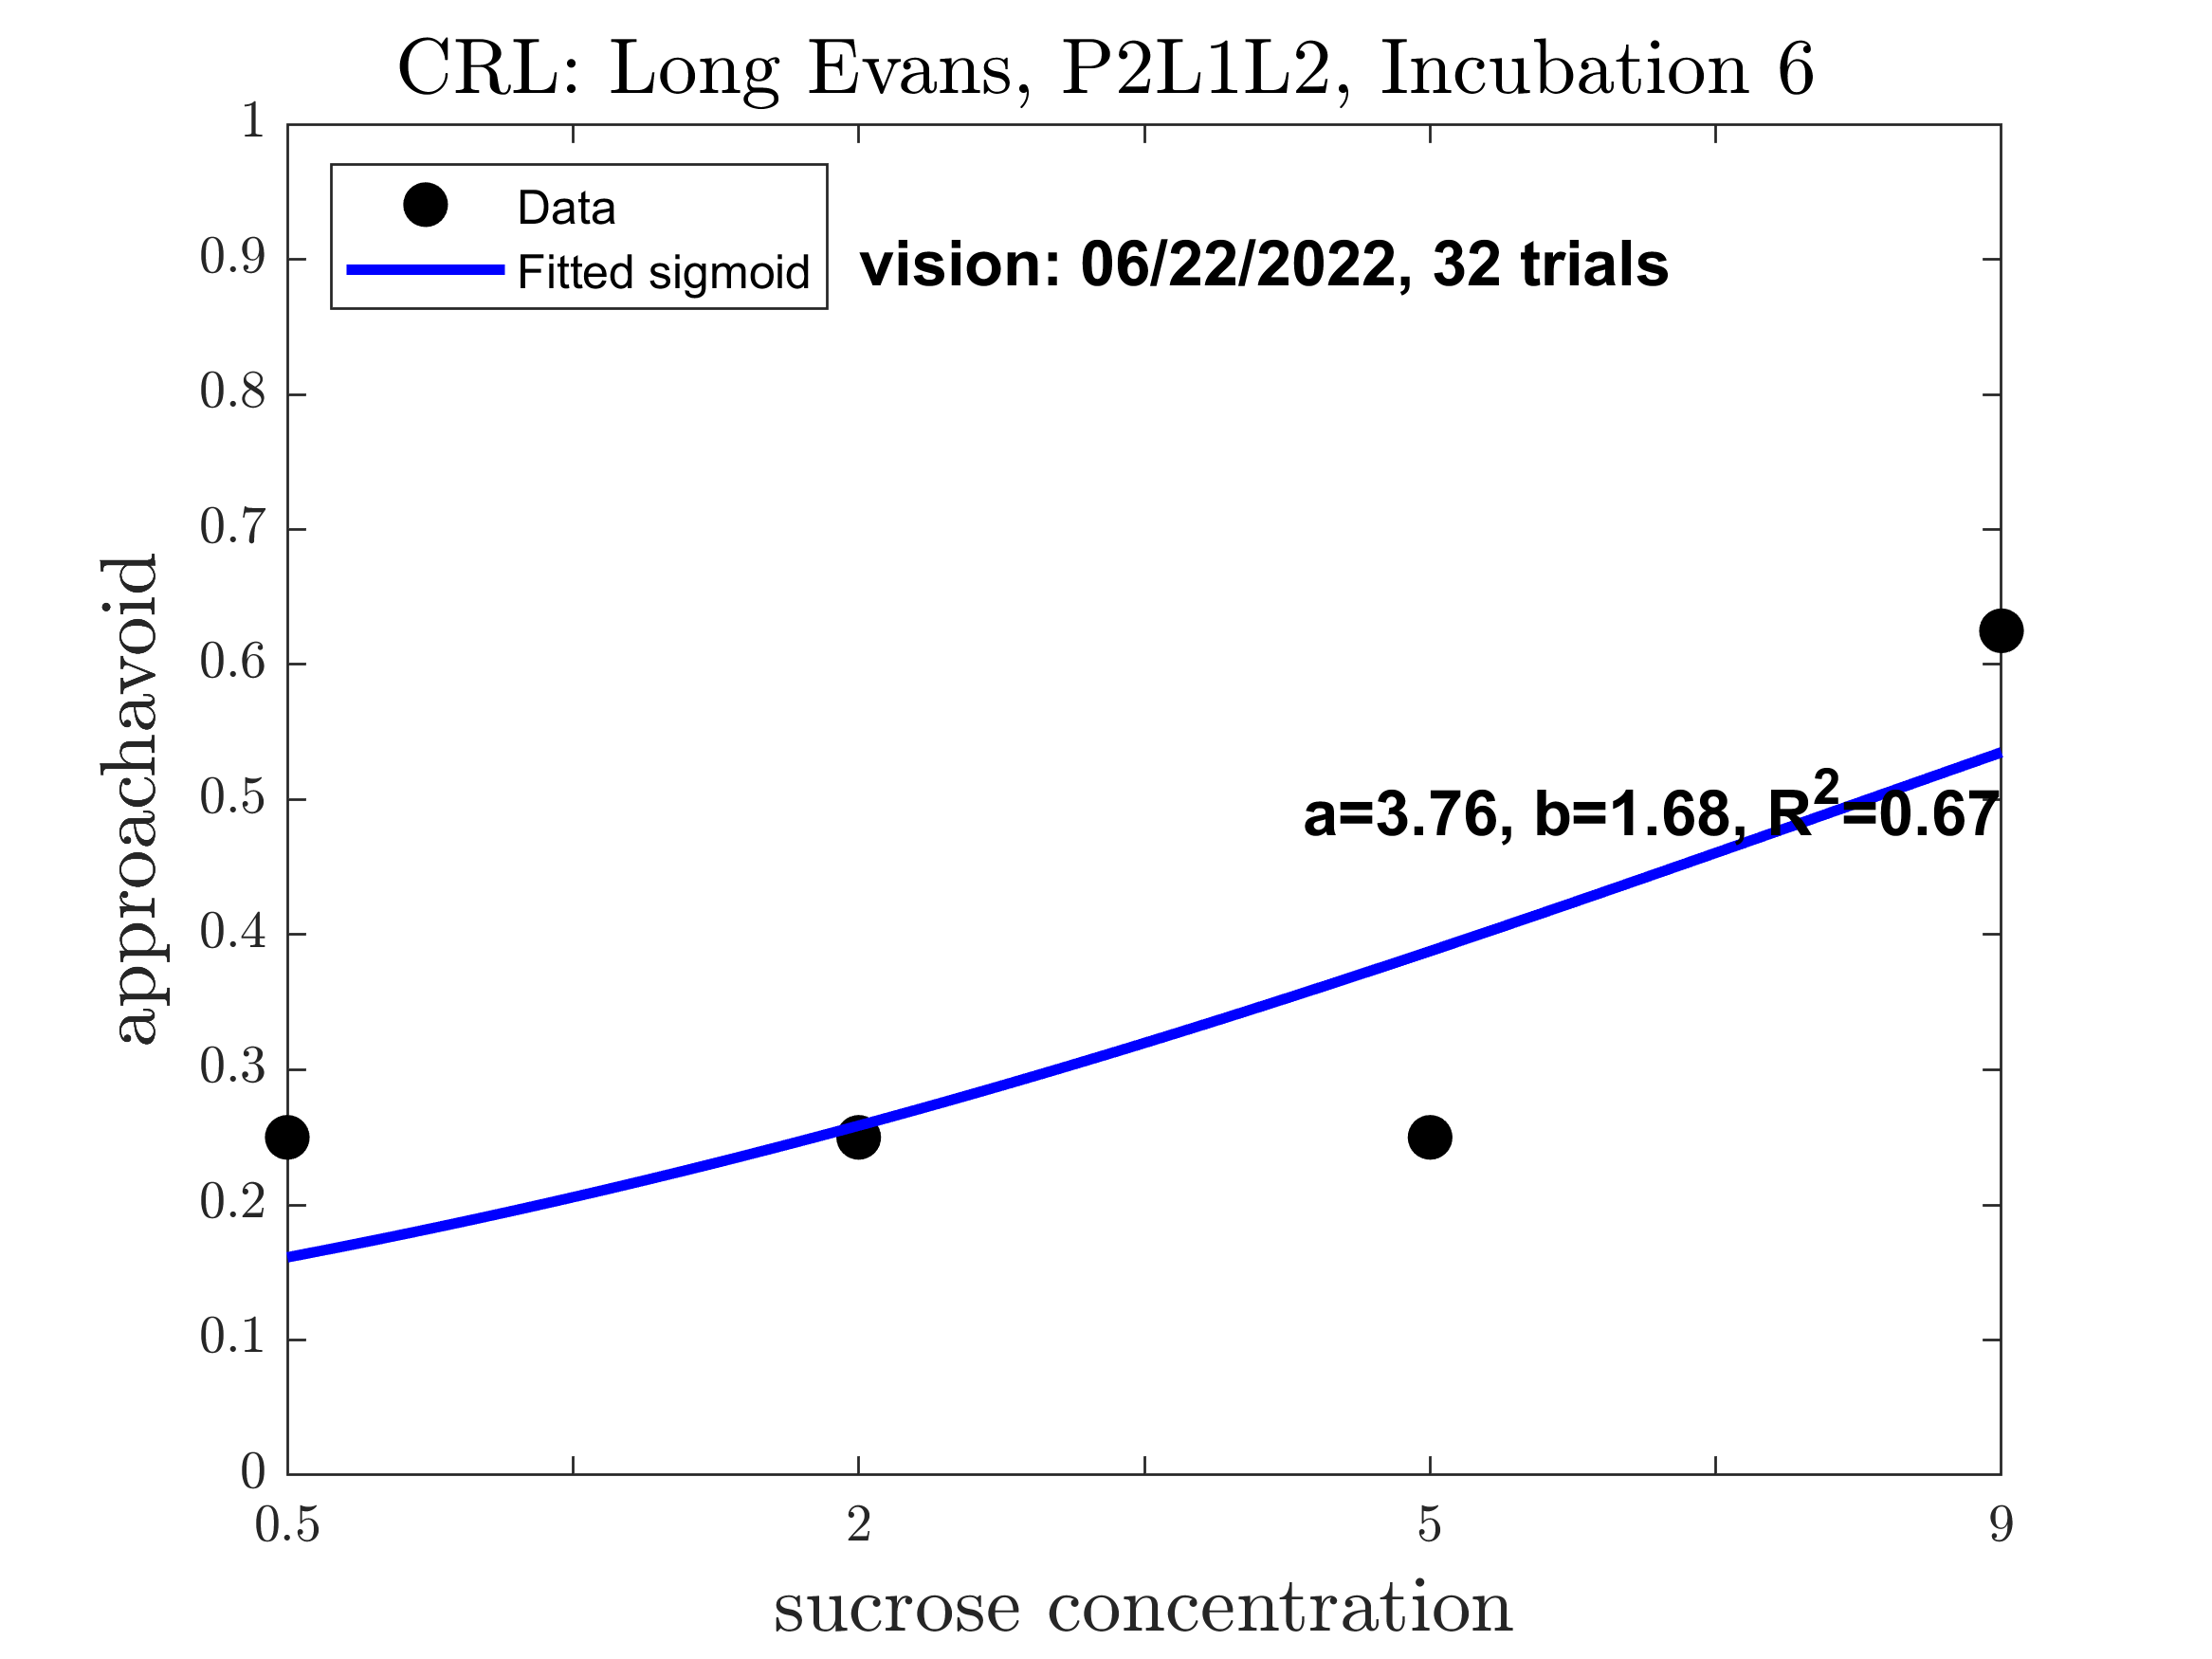 CRL: Long Evans, P2L1L2, Incubation 6
1
0.9
0.8
0.7
0.6
0.5
0.4
0.3
0.2
0.1
0
Data
Fitted sigmoid
vision: 06/22/2022, 32 trials
a=3.76, b=1.68, R²=0.67
approachavoid
0.5 2 5 9
sucrose concentration